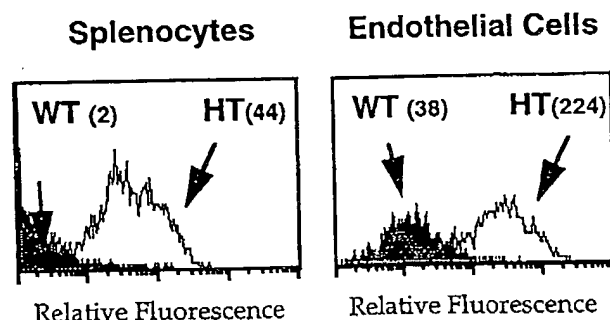 Splenocytes
Endothelial Cells
WT (2)
HT(44)
WT (38)
HT(224)
Relative Fluorescence
Relative Fluorescence